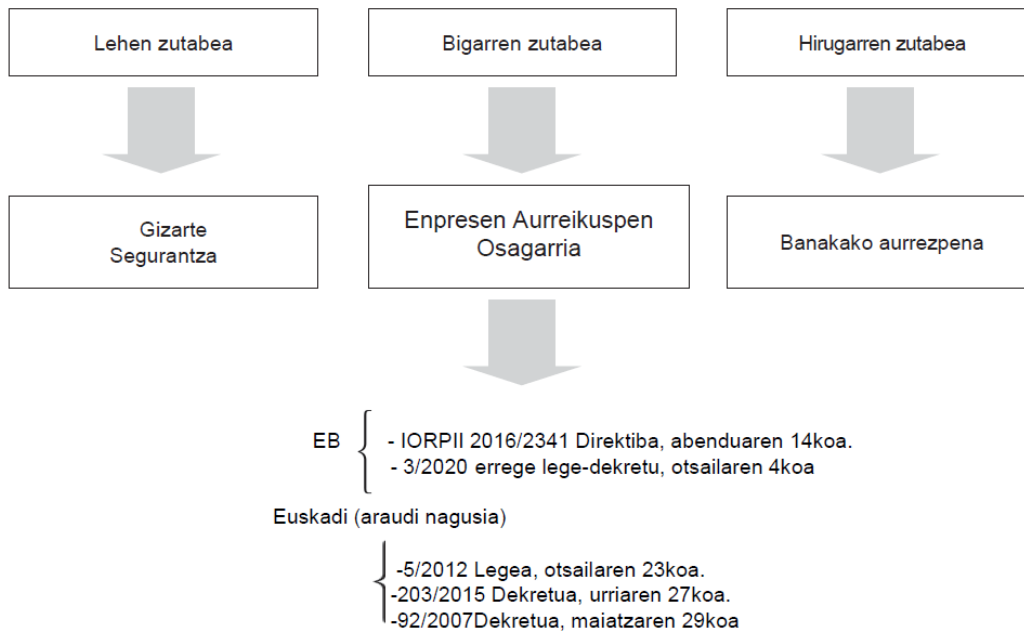 Lehen zutabea
Bigarren zutabea
Hirugarren zutabea
Gizarte
Segurantza
Enpresen Aurreikuspen
Osagarria
Banakako aurrezpena
EB
- IORPII 2016/2341 Direktiba, abenduaren 14koa.
- 3/2020 errege lege-dekretu, otsailaren 4koa
Euskadi (araudi nagusia)
-5/2012 Legea, otsailaren 23koa.
-203/2015 Dekretua, urriaren 27koa.
-92/2007Dekretua, maiatzaren 29koa